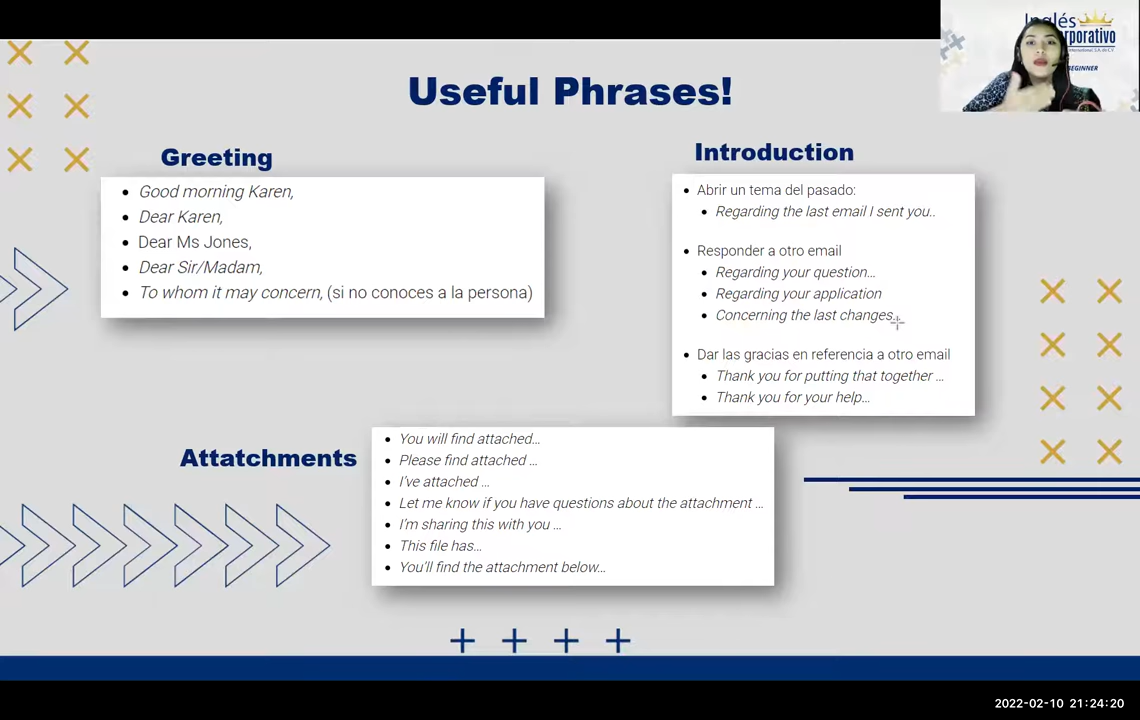 Useful Phrases!
Inglés
rporativo
BEGINNER
Greeting
Good morning Karen,
Dear Karen,
Dear Ms Jones,
Dear Sir/Madam,
To whom it may concern, (si no conoces a la persona)
Introduction
Abrir un tema del pasado:
Regarding the last email I sent you..
Responder a otro email
Regarding your question...
Regarding your application
Concerning the last changes..
Dar las gracias en referencia a otro email
Thank you for putting that together ...
Thank you for your help...
Attatchments
You will find attached...
Please find attached ...
I've attached ...
Let me know if you have questions about the attachment ...
I'm sharing this with you ...
This file has...
You'll find the attachment below...
2022-02-10 21:24:20